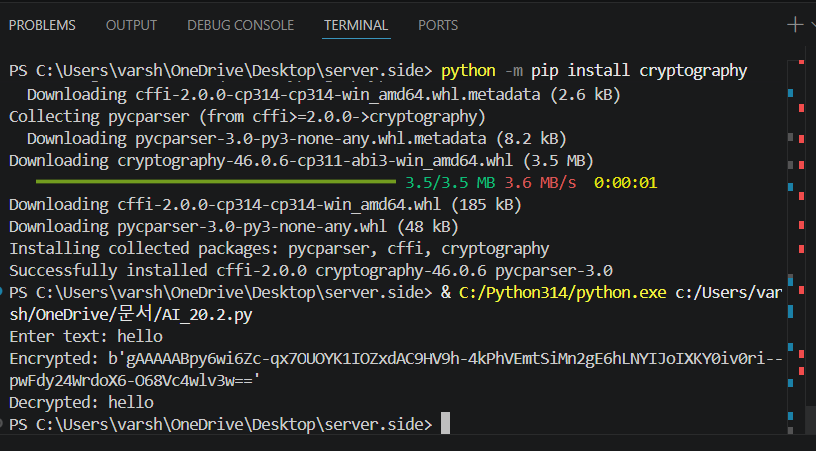 PROBLEMS OUTPUT DEBUG CONSOLE TERMINAL PORTS
PS C:\Users\varsh\OneDrive\Desktop\server.side> python -m pip install cryptography
Downloading cffi-2.0.0-cp314-cp314-win_amd64.whl.metadata (2.6 kB)
Collecting pycparser (from cffi>=2.0.0->cryptography)
Downloading pycparser-3.0-py3-none-any.whl.metadata (8.2 kB)
Downloading cryptography-46.0.6-cp311-abi3-win_amd64.whl (3.5 MB)
3.5/3.5 MB 3.6 MB/s 0:00:01
Downloading cffi-2.0.0-cp314-cp314-win_amd64.whl (185 kB)
Downloading pycparser-3.0-py3-none-any.whl (48 kB)
Installing collected packages: pycparser, cffi, cryptography
Successfully installed cffi-2.0.0 cryptography-46.0.6 pycparser-3.0
PS C:\Users\varsh\OneDrive\Desktop\server.side> & C:/Python314/python.exe c:/Users/var
sh/OneDrive/문서/AI_20.2.py
Enter text: hello
Encrypted: b'gAAAAABpy6wi6Zc-qx7OUOYK1IOZxdAC9HV9h-4kPhVEmtSiMn2gE6hLNYIJoIXKY0iv0ri--
pwFdy24WrdoX6-O68Vc4wlv3w=='
Decrypted: hello
PS C:\Users\varsh\OneDrive\Desktop\server.side>